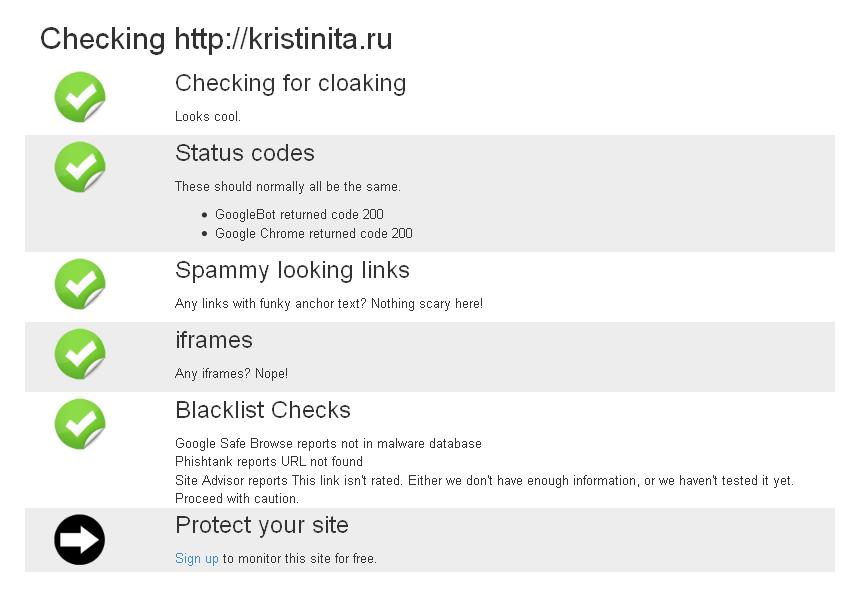 Checking http://kristinita.ru
Checking for cloaking
Looks cool.
Status codes
These should normally all be the same.
• GoogleBot returned code 200
• Google Chrome returned code 200
Spammy looking links
Any links with funky anchor text? Nothing scary here!
iframes
Any iframes? Nope!
Blacklist Checks
Google Safe Browse reports not in malware database
Phishtank reports URL not found
Site Advisor reports This link isn't rated. Either we don't have enough information, or we haven't tested it yet.
Proceed with caution.
Protect your site
Sign up to monitor this site for free.